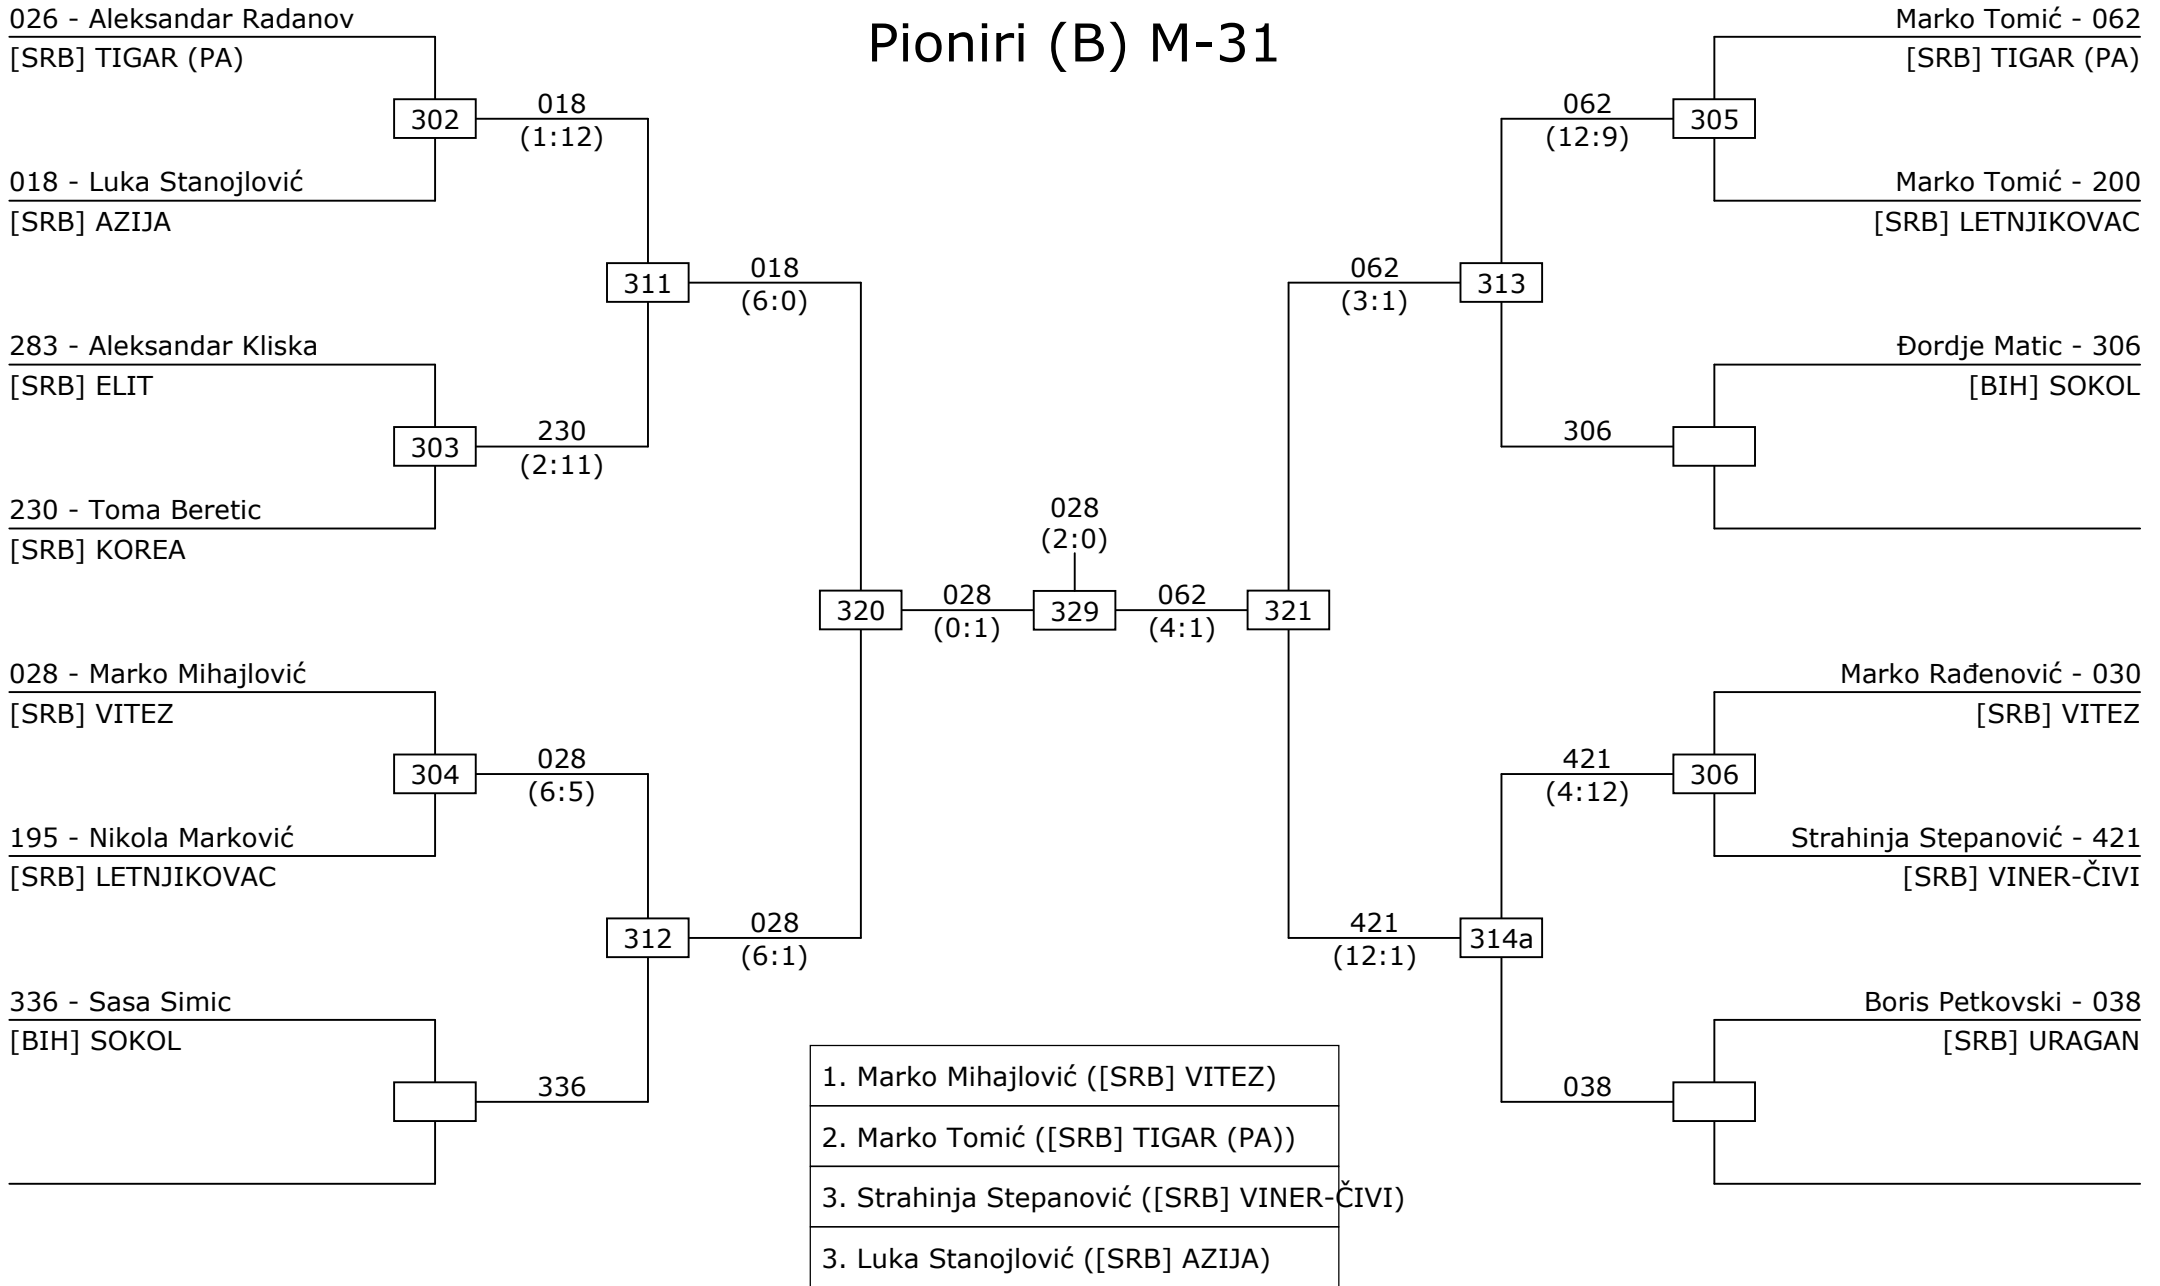 Pioniri (B) M-31
026 - Aleksandar Radanov
[SRB] TIGAR (PA)
302
018
(1:12)
018 - Luka Stanojlović
[SRB] AZIJA
311
018
(6:0)
283 - Aleksandar Kliska
[SRB] ELIT
303
230
(2:11)
230 - Toma Beretic
[SRB] KOREA
320
028
(0:1)
028 - Marko Mihajlović
[SRB] VITEZ
304
028
(6:5)
195 - Nikola Marković
[SRB] LETNJIKOVAC
312
028
(6:1)
336 - Sasa Simic
[BIH] SOKOL
336
028
(2:0)
329
Marko Tomić - 062
[SRB] TIGAR (PA)
062
(12:9)
305
Marko Tomić - 200
[SRB] LETNJIKOVAC
062
(3:1)
313
Đordje Matic - 306
[BIH] SOKOL
306
062
(4:1)
321
Marko Rađenović - 030
[SRB] VITEZ
421
(4:12)
306
Strahinja Stepanović - 421
[SRB] VINER-ČIVI
421
(12:1)
314a
Boris Petkovski - 038
[SRB] URAGAN
038
1. Marko Mihajlović ([SRB] VITEZ)
2. Marko Tomić ([SRB] TIGAR (PA))
3. Strahinja Stepanović ([SRB] VINER-ČIVI)
3. Luka Stanojlović ([SRB] AZIJA)